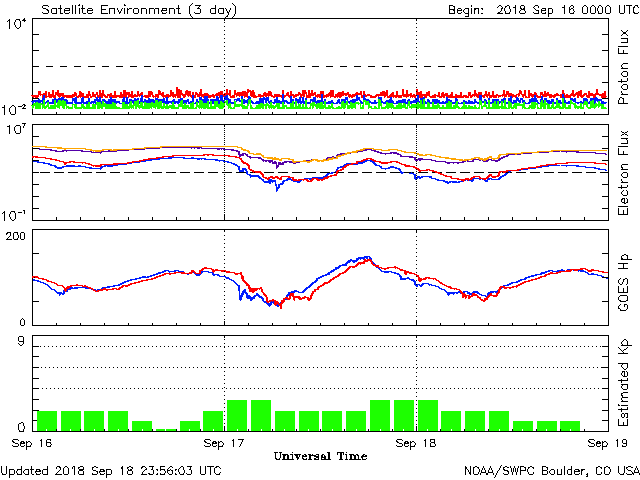 Satellite Environment (3 day)
Begin: 2018 Sep 16 0000 UTC
10^4
10^-2
Proton Flux
10^7
10^-1
Electron Flux
200
0
GOES Hp
9
0
Estimated Kp
Sep 16
Sep 17
Sep 18
Sep 19
Universal Time
Updated 2018 Sep 18 23:56:03 UTC
NOAA/SWPC Boulder, CO USA